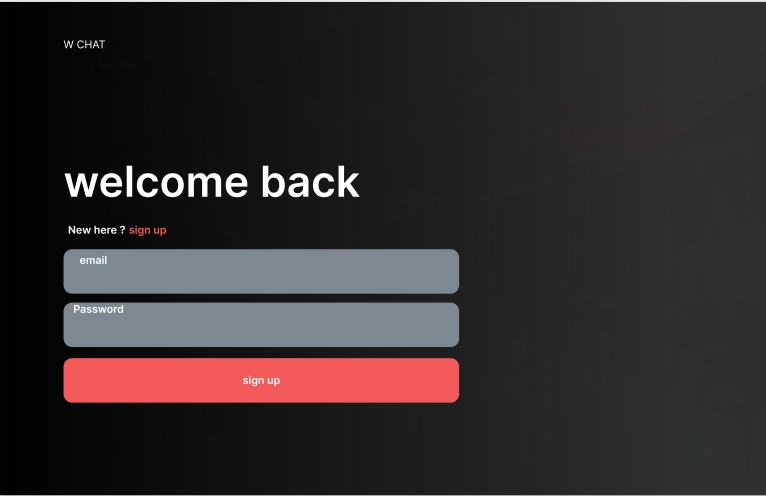 W CHAT
welcome back
New here ? sign up
email
Password
sign up